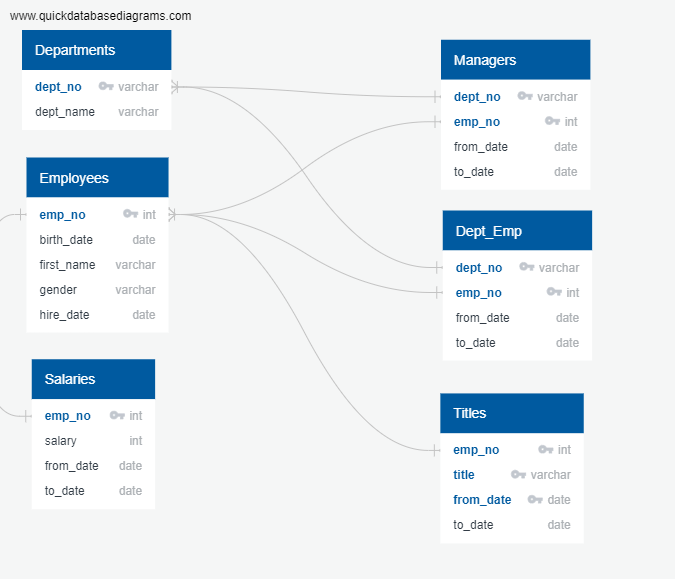 www.quickdatabasediagrams.com
Departments
dept_no varchar
dept_name varchar
Employees
emp_no int
birth_date date
first_name varchar
gender varchar
hire_date date
Salaries
emp_no int
salary int
from_date date
to_date date
Managers
dept_no varchar
emp_no int
from_date date
to_date date
Dept_Emp
dept_no varchar
emp_no int
from_date date
to_date date
Titles
emp_no int
title varchar
from_date date
to_date date